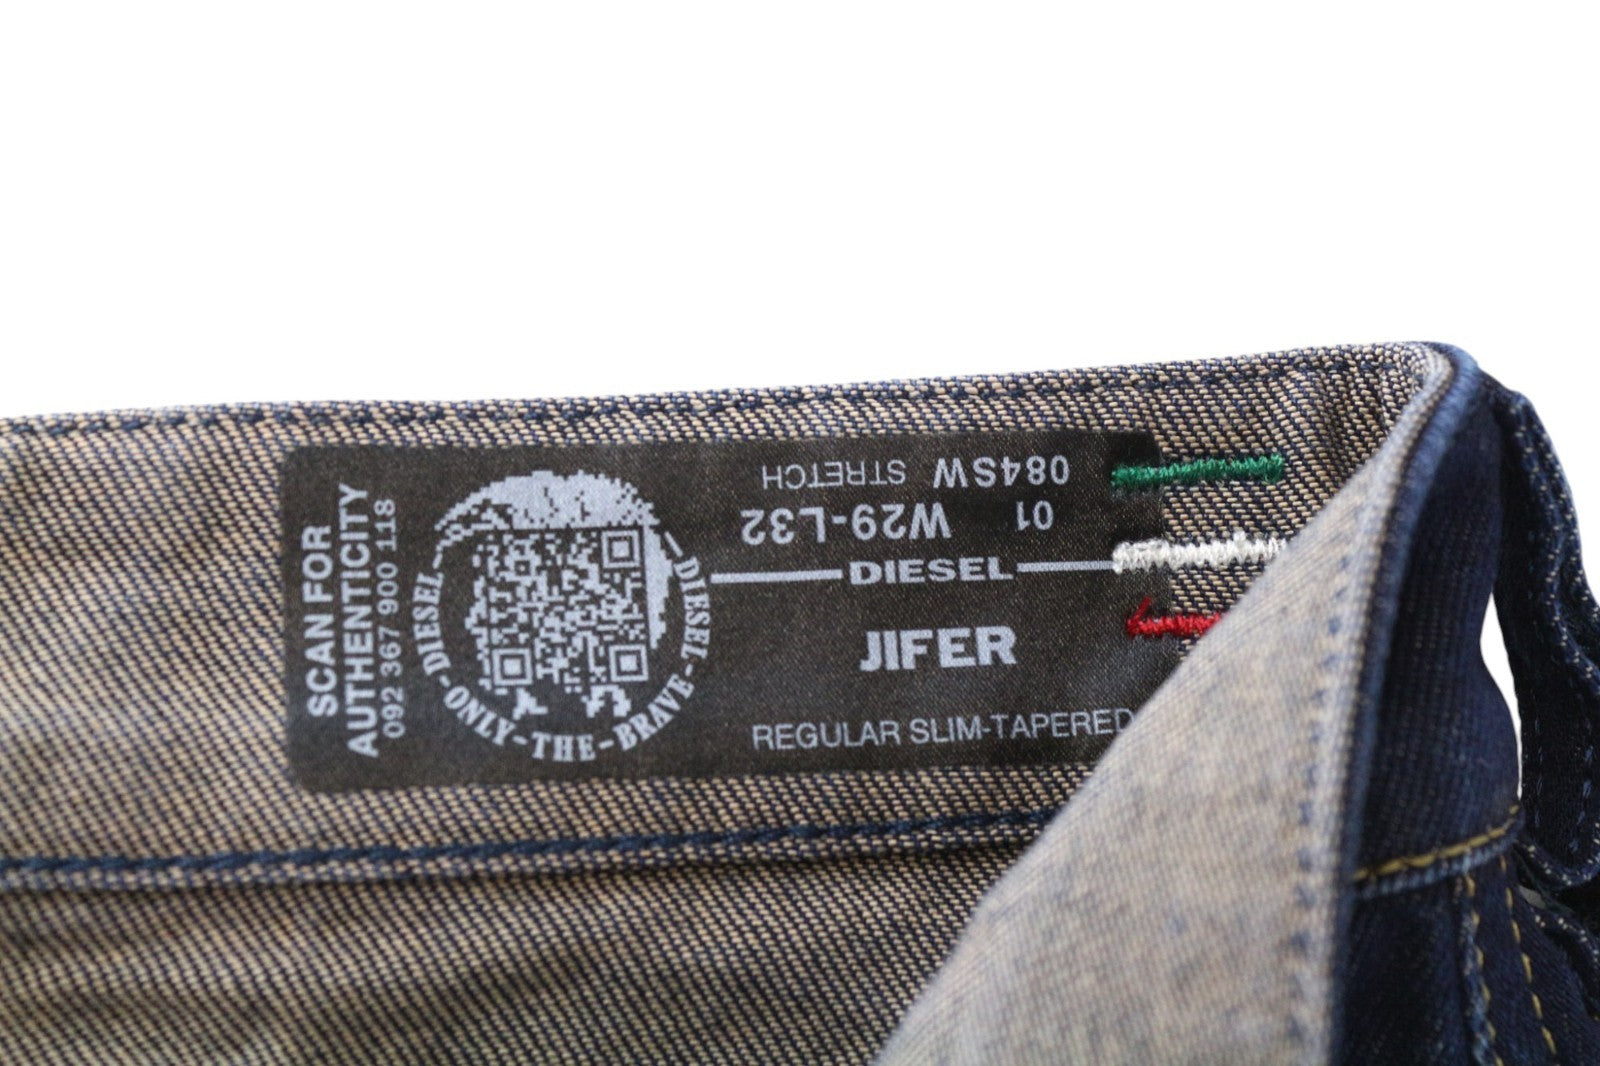 SCAN FOR
AUTHENTICITY
092 367 900 118
DIESEL-ONLY-THE-BRAVE-DIESEL-
084SW STRETCH
01 W29-L32
DIESEL
JIFER
REGULAR SLIM-TAPERED